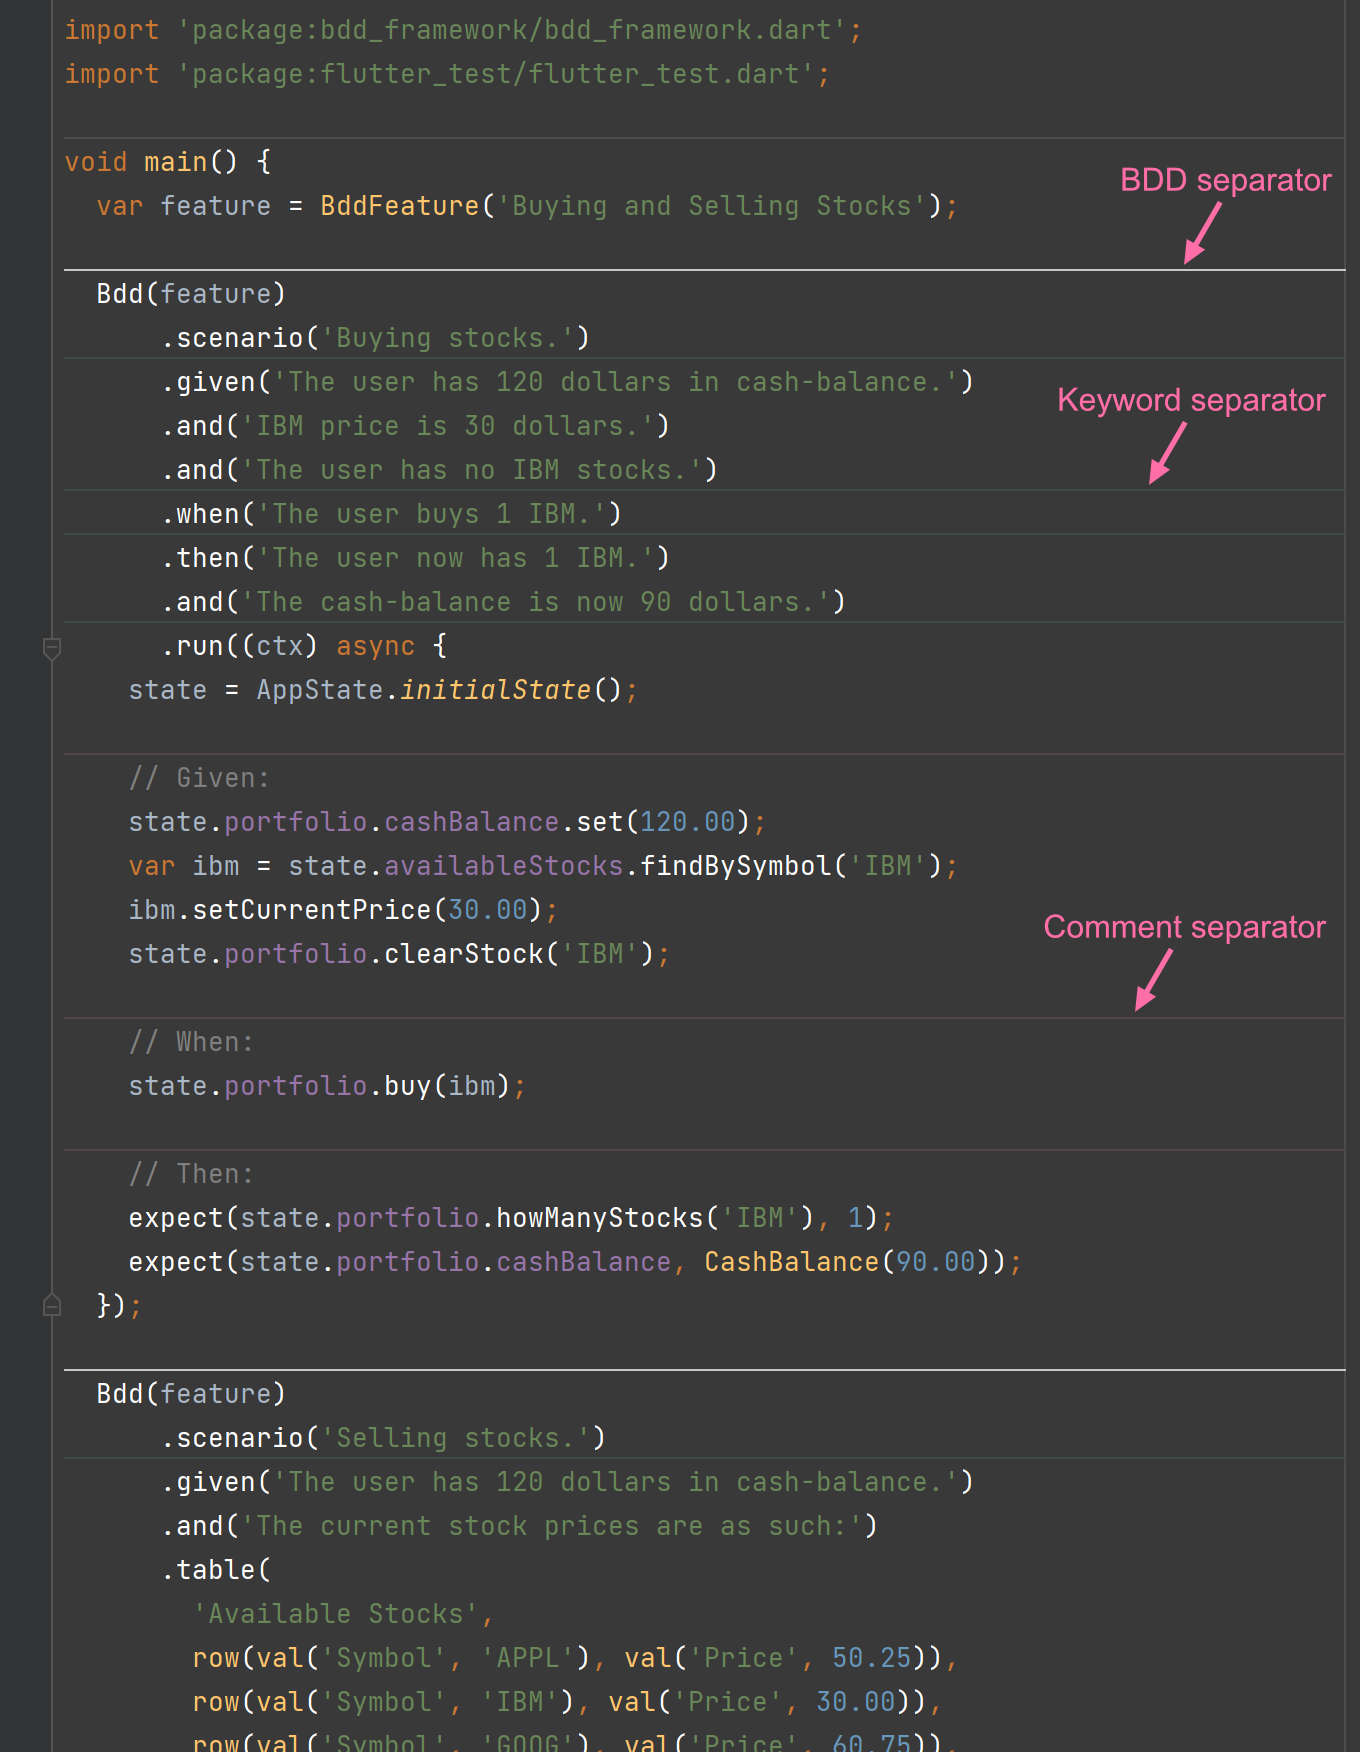 import 'package:bdd_framework/bdd_framework.dart';
import 'package:flutter_test/flutter_test.dart';
void main() {
BDD separator
var feature = BddFeature('Buying and Selling Stocks');
Bdd(feature)
.scenario('Buying stocks.')
.given('The user has 120 dollars in cash-balance.')
Keyword separator
.and('IBM price is 30 dollars.')
.and('The user has no IBM stocks.')
.when('The user buys 1 IBM.')
.then('The user now has 1 IBM.')
.and('The cash-balance is now 90 dollars.')
.run((ctx) async {
state = AppState.initialState();
// Given:
state.portfolio.cashBalance.set(120.00);
var ibm = state.availableStocks.findBySymbol('IBM');
ibm.setCurrentPrice(30.00);
Comment separator
state.portfolio.clearStock('IBM');
// When:
state.portfolio.buy(ibm);
// Then:
expect(state.portfolio.howManyStocks('IBM'), 1);
expect(state.portfolio.cashBalance, CashBalance(90.00));
});
Bdd(feature)
.scenario('Selling stocks.')
.given('The user has 120 dollars in cash-balance.')
.and('The current stock prices are as such:')
.table(
'Available Stocks',
row(val('Symbol', 'APPL'), val('Price', 50.25)),
row(val('Symbol', 'IBM'), val('Price', 30.00)),
row(val('Symbol', 'GOOG'), val('Price', 60.75)),